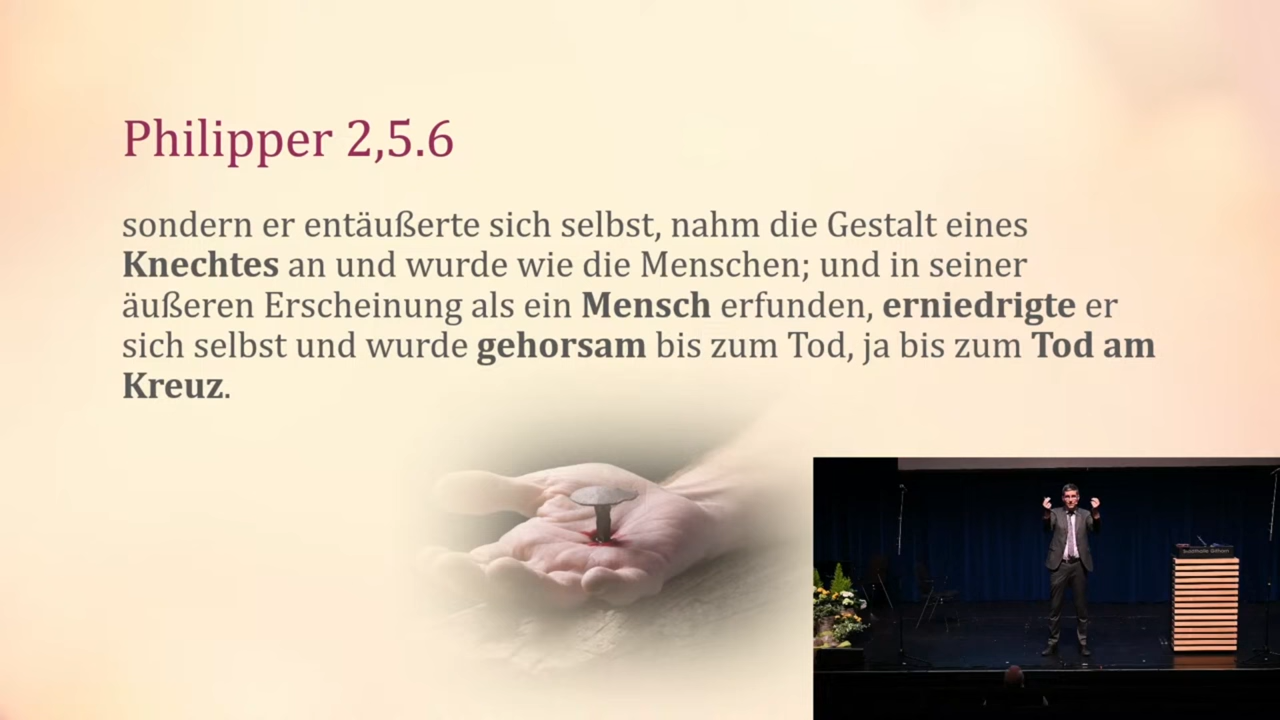 Philipper 2,5.6
sondern er entäußerte sich selbst, nahm die Gestalt eines
Knechtes an und wurde wie die Menschen; und in seiner
äußeren Erscheinung als ein Mensch erfunden, erniedrigte er
sich selbst und wurde gehorsam bis zum Tod, ja bis zum Tod am
Kreuz.
Stadthalle Gifhorn